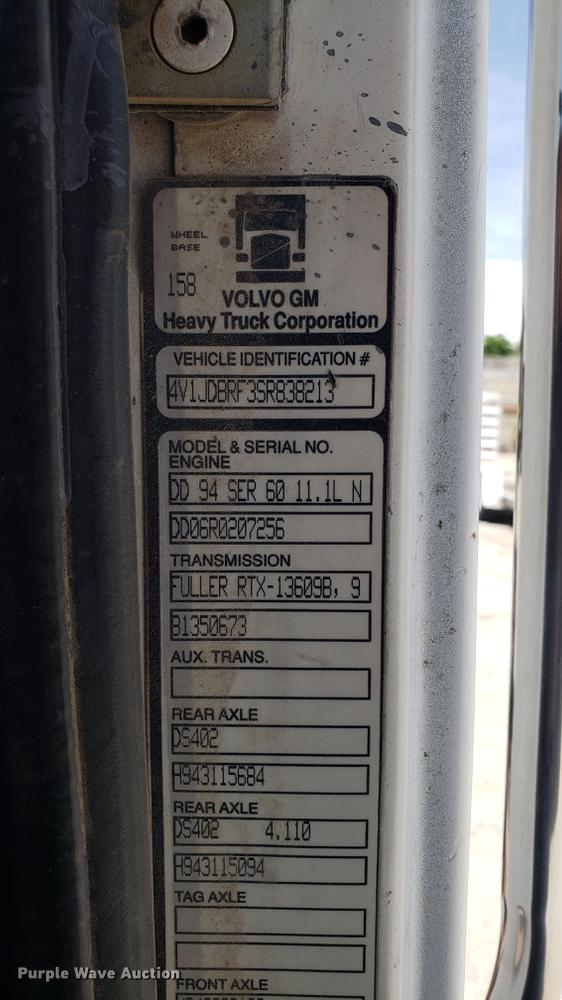 WHEEL
BASE
158
VOLVO GM
Heavy Truck Corporation
VEHICLE IDENTIFICATION #
4V1JDBRF3SR838213
MODEL & SERIAL NO.
ENGINE
DD 94 SER 60 11.1L N
DD06R0207256
TRANSMISSION
FULLER RTX-13609B, 9
B1350673
AUX. TRANS.
REAR AXLE
DS402
H943115684
REAR AXLE
DS402 4.110
H943115094
TAG AXLE
FRONT AXLE
Purple Wave Auction